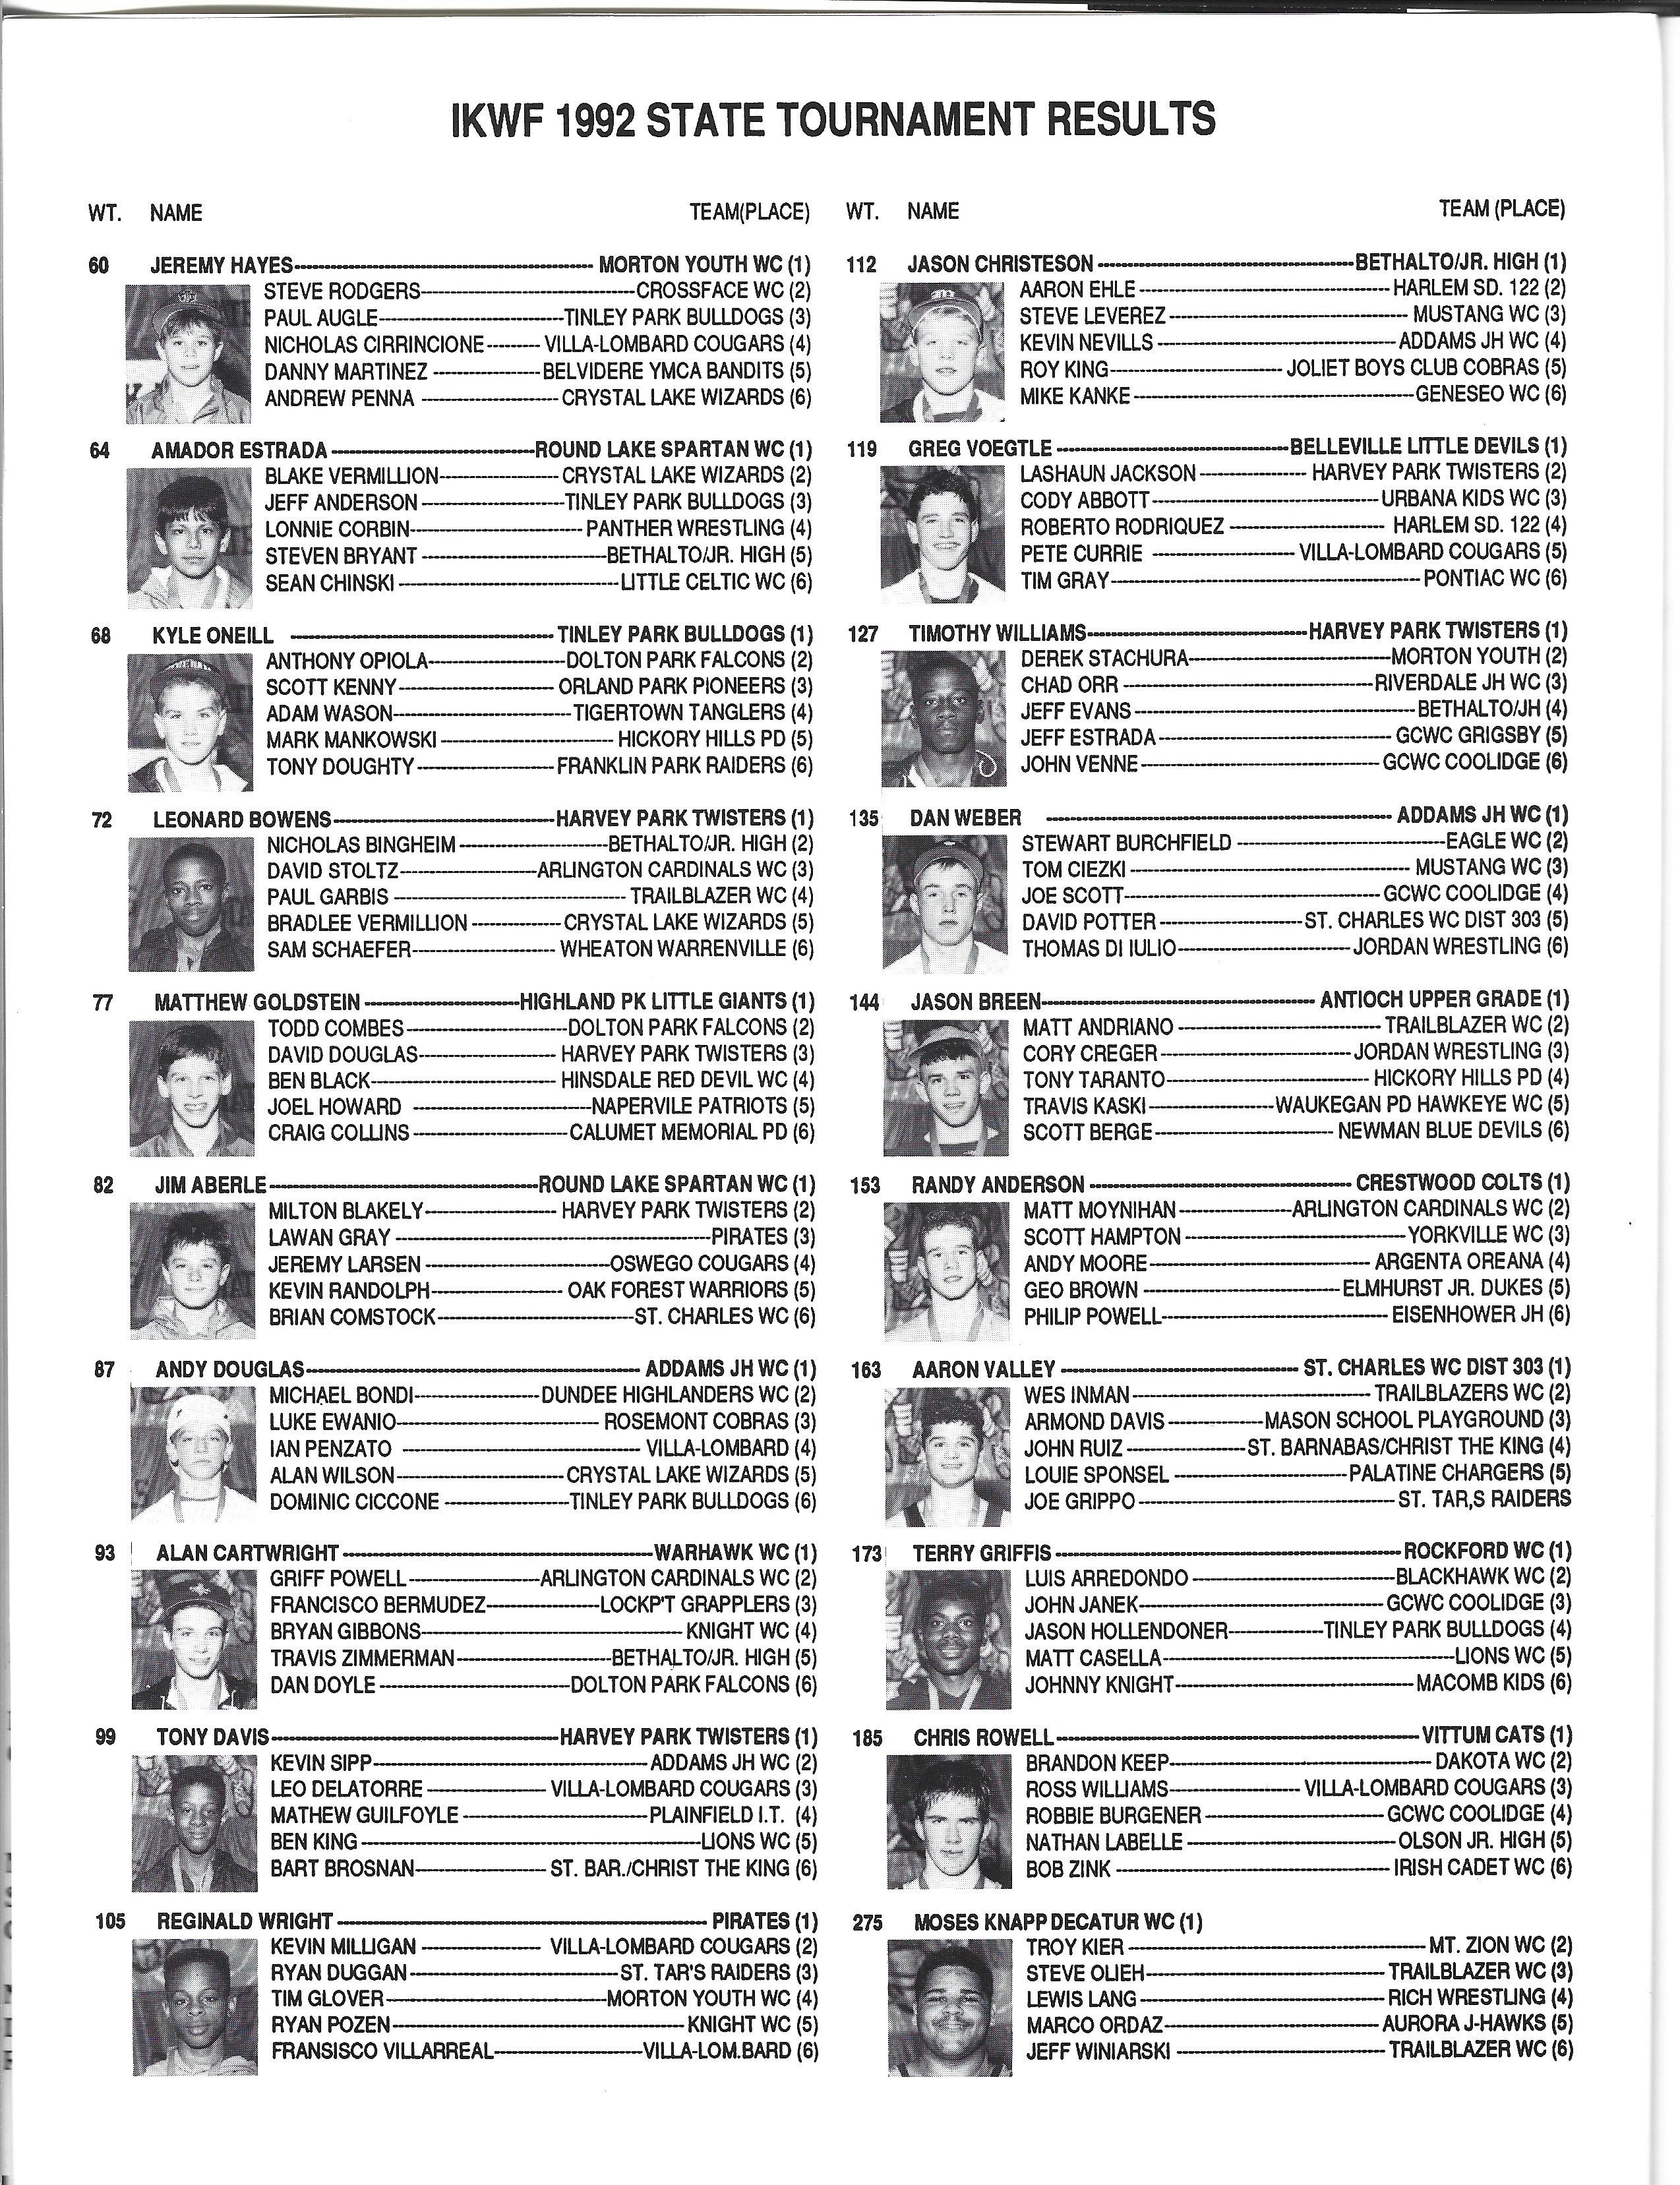 IKWF 1992 STATE TOURNAMENT RESULTS
WT. NAME TEAM(PLACE)
60 JEREMY HAYES MORTON YOUTH WC (1)
STEVE RODGERS CROSSFACE WC (2)
PAUL AUGLE TINLEY PARK BULLDOGS (3)
NICHOLAS CIRRINCIONE VILLA-LOMBARD COUGARS (4)
DANNY MARTINEZ BELVIDERE YMCA BANDITS (5)
ANDREW PENNA CRYSTAL LAKE WIZARDS (6)
64 AMADOR ESTRADA ROUND LAKE SPARTAN WC (1)
BLAKE VERMILLION CRYSTAL LAKE WIZARDS (2)
JEFF ANDERSON TINLEY PARK BULLDOGS (3)
LONNIE CORBIN PANTHER WRESTLING (4)
STEVEN BRYANT BETHALTO/JR. HIGH (5)
SEAN CHINSKI LITTLE CELTIC WC (6)
68 KYLE ONEILL TINLEY PARK BULLDOGS (1)
ANTHONY OPIOLA DOLTON PARK FALCONS (2)
SCOTT KENNY ORLAND PARK PIONEERS (3)
ADAM WASON TIGERTOWN TANGLERS (4)
MARK MANKOWSKI HICKORY HILLS PD (5)
TONY DOUGHTY FRANKLIN PARK RAIDERS (6)
72 LEONARD BOWENS HARVEY PARK TWISTERS (1)
NICHOLAS BINGHEIM BETHALTO/JR. HIGH (2)
DAVID STOLTZ ARLINGTON CARDINALS WC (3)
PAUL GARBIS TRAILBLAZER WC (4)
BRADLEE VERMILLION CRYSTAL LAKE WIZARDS (5)
SAM SCHAEFER WHEATON WARRENVILLE (6)
77 MATTHEW GOLDSTEIN HIGHLAND PK LITTLE GIANTS (1)
TODD COMBES DOLTON PARK FALCONS (2)
DAVID DOUGLAS HARVEY PARK TWISTERS (3)
BEN BLACK HINSDALE RED DEVIL WC (4)
JOEL HOWARD NAPERVILE PATRIOTS (5)
CRAIG COLLINS CALUMET MEMORIAL PD (6)
82 JIM ABERLE ROUND LAKE SPARTAN WC (1)
MILTON BLAKELY HARVEY PARK TWISTERS (2)
LAWAN GRAY PIRATES (3)
JEREMY LARSEN OSWEGO COUGARS (4)
KEVIN RANDOLPH OAK FOREST WARRIORS (5)
BRIAN COMSTOCK ST. CHARLES WC (6)
87 ANDY DOUGLAS ADDAMS JH WC (1)
MICHAEL BONDI DUNDEE HIGHLANDERS WC (2)
LUKE EWANIO ROSEMONT COBRAS (3)
IAN PENZATO VILLA-LOMBARD (4)
ALAN WILSON CRYSTAL LAKE WIZARDS (5)
DOMINIC CICCONE TINLEY PARK BULLDOGS (6)
93 ALAN CARTWRIGHT WARHAWK WC (1)
GRIFF POWELL ARLINGTON CARDINALS WC (2)
FRANCISCO BERMUDEZ LOCKP'T GRAPPLERS (3)
BRYAN GIBBONS KNIGHT WC (4)
TRAVIS ZIMMERMAN BETHALTO/JR. HIGH (5)
DAN DOYLE DOLTON PARK FALCONS (6)
99 TONY DAVIS HARVEY PARK TWISTERS (1)
KEVIN SIPP ADDAMS JH WC (2)
LEO DELATORRE VILLA-LOMBARD COUGARS (3)
MATHEW GUILFOYLE PLAINFIELD I.T. (4)
BEN KING LIONS WC (5)
BART BROSNAN ST. BAR./CHRIST THE KING (6)
105 REGINALD WRIGHT PIRATES (1)
KEVIN MILLIGAN VILLA-LOMBARD COUGARS (2)
RYAN DUGGAN ST. TAR'S RAIDERS (3)
TIM GLOVER MORTON YOUTH WC (4)
RYAN POZEN KNIGHT WC (5)
FRANSISCO VILLARREAL VILLA-LOM.BARD (6)
WT. NAME TEAM (PLACE)
112 JASON CHRISTESON BETHALTO/JR. HIGH (1)
AARON EHLE HARLEM SD. 122 (2)
STEVE LEVEREZ MUSTANG WC (3)
KEVIN NEVILLS ADDAMS JH WC (4)
ROY KING JOLIET BOYS CLUB COBRAS (5)
MIKE KANKE GENESEO WC (6)
119 GREG VOEGTLE BELLEVILLE LITTLE DEVILS (1)
LASHAUN JACKSON HARVEY PARK TWISTERS (2)
CODY ABBOTT URBANA KIDS WC (3)
ROBERTO RODRIQUEZ HARLEM SD. 122 (4)
PETE CURRIE VILLA-LOMBARD COUGARS (5)
TIM GRAY PONTIAC WC (6)
127 TIMOTHY WILLIAMS HARVEY PARK TWISTERS (1)
DEREK STACHURA MORTON YOUTH (2)
CHAD ORR RIVERDALE JH WC (3)
JEFF EVANS BETHALTO/JH (4)
JEFF ESTRADA GCWC GRIGSBY (5)
JOHN VENNE GCWC COOLIDGE (6)
135 DAN WEBER ADDAMS JH WC (1)
STEWART BURCHFIELD EAGLE WC (2)
TOM CIEZKI MUSTANG WC (3)
JOE SCOTT GCWC COOLIDGE (4)
DAVID POTTER ST. CHARLES WC DIST 303 (5)
THOMAS DI IULIO JORDAN WRESTLING (6)
144 JASON BREEN ANTIOCH UPPER GRADE (1)
MATT ANDRIANO TRAILBLAZER WC (2)
CORY CREGER JORDAN WRESTLING (3)
TONY TARANTO HICKORY HILLS PD (4)
TRAVIS KASKI WAUKEGAN PD HAWKEYE WC (5)
SCOTT BERGE NEWMAN BLUE DEVILS (6)
153 RANDY ANDERSON CRESTWOOD COLTS (1)
MATT MOYNIHAN ARLINGTON CARDINALS WC (2)
SCOTT HAMPTON YORKVILLE WC (3)
ANDY MOORE ARGENTA OREANA (4)
GEO BROWN ELMHURST JR. DUKES (5)
PHILIP POWELL EISENHOWER JH (6)
163 AARON VALLEY ST. CHARLES WC DIST 303 (1)
WES INMAN TRAILBLAZERS WC (2)
ARMOND DAVIS MASON SCHOOL PLAYGROUND (3)
JOHN RUIZ ST. BARNABAS/CHRIST THE KING (4)
LOUIE SPONSEL PALATINE CHARGERS (5)
JOE GRIPPO ST. TAR,S RAIDERS
173 TERRY GRIFFIS ROCKFORD WC (1)
LUIS ARREDONDO BLACKHAWK WC (2)
JOHN JANEK GCWC COOLIDGE (3)
JASON HOLLENDONER TINLEY PARK BULLDOGS (4)
MATT CASELLA LIONS WC (5)
JOHNNY KNIGHT MACOMB KIDS (6)
185 CHRIS ROWELL VITTUM CATS (1)
BRANDON KEEP DAKOTA WC (2)
ROSS WILLIAMS VILLA-LOMBARD COUGARS (3)
ROBBIE BURGENER GCWC COOLIDGE (4)
NATHAN LABELLE OLSON JR. HIGH (5)
BOB ZINK IRISH CADET WC (6)
275 MOSES KNAPP DECATUR WC (1)
TROY KIER MT. ZION WC (2)
STEVE OLIEH TRAILBLAZER WC (3)
LEWIS LANG RICH WRESTLING (4)
MARCO ORDAZ AURORA J-HAWKS (5)
JEFF WINIARSKI TRAILBLAZER WC (6)